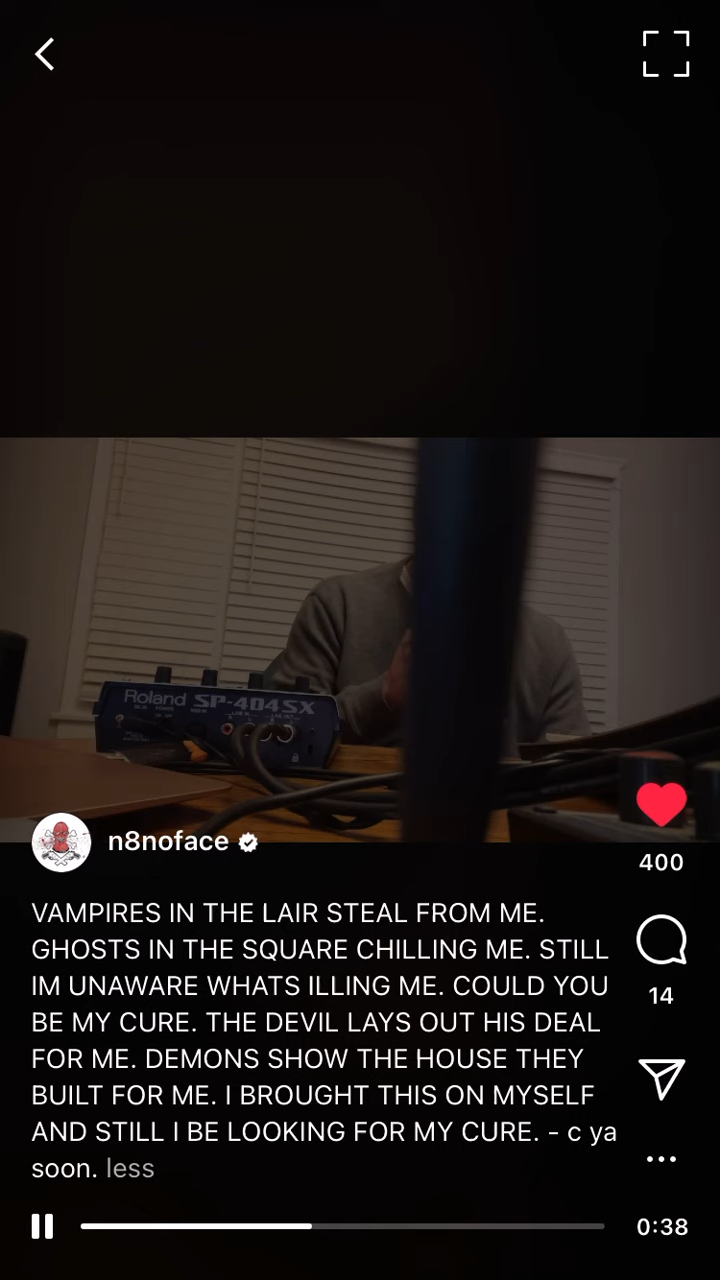 Roland SP-404SX
n8noface
400
VAMPIRES IN THE LAIR STEAL FROM ME.
GHOSTS IN THE SQUARE CHILLING ME. STILL
IM UNAWARE WHATS ILLING ME. COULD YOU
BE MY CURE. THE DEVIL LAYS OUT HIS DEAL
FOR ME. DEMONS SHOW THE HOUSE THEY
BUILT FOR ME. I BROUGHT THIS ON MYSELF
AND STILL I BE LOOKING FOR MY CURE. - c ya
soon. less
14
0:38